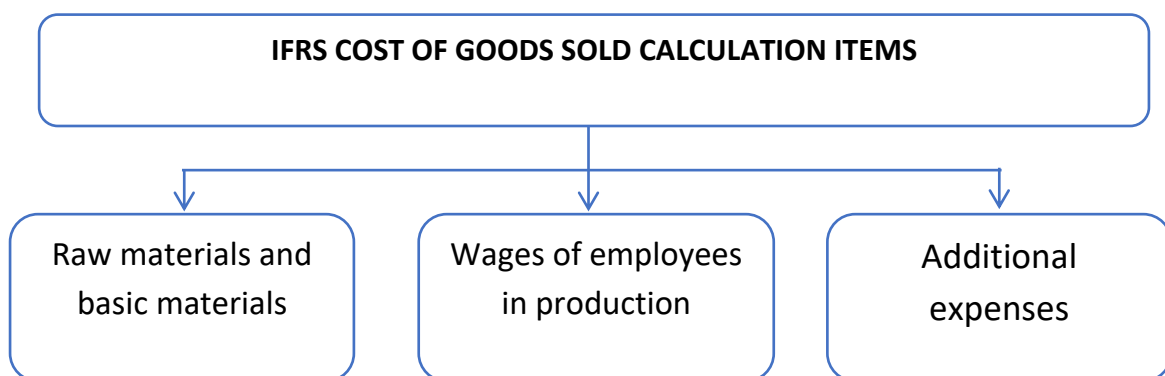 IFRS COST OF GOODS SOLD CALCULATION ITEMS
Raw materials and
basic materials
Wages of employees
in production
Additional
expenses